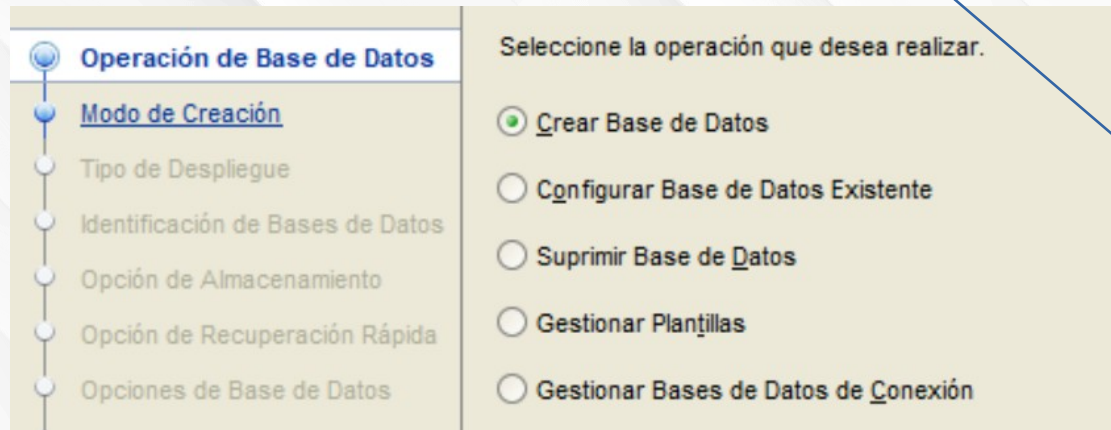 Operación de Base de Datos
Modo de Creación
Tipo de Despliegue
Identificación de Bases de Datos
Opción de Almacenamiento
Opción de Recuperación Rápida
Opciones de Base de Datos
Seleccione la operación que desea realizar.
Crear Base de Datos
Configurar Base de Datos Existente
Suprimir Base de Datos
Gestionar Plantillas
Gestionar Bases de Datos de Conexión